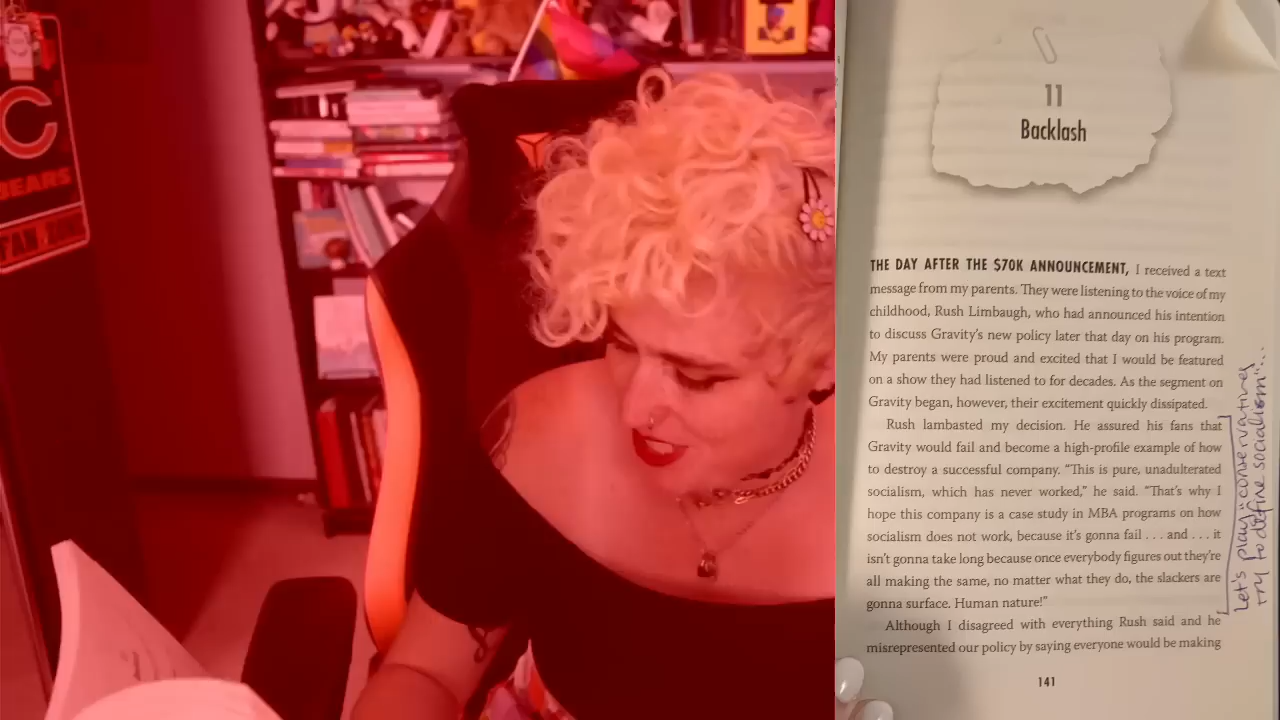 C
BEARS
FAN ZONE
11
Backlash
THE DAY AFTER THE $70K ANNOUNCEMENT, I received a text
message from my parents. They were listening to the voice of my
childhood, Rush Limbaugh, who had announced his intention
to discuss Gravity's new policy later that day on his program.
My parents were proud and excited that I would be featured
on a show they had listened to for decades. As the segment on
Gravity began, however, their excitement quickly dissipated.
Rush lambasted my decision. He assured his fans that
Gravity would fail and become a high-profile example of how
to destroy a successful company. “This is pure, unadulterated
socialism, which has never worked,” he said. “That's why I
hope this company is a case study in MBA programs on how
socialism does not work, because it's gonna fail . . . and . . . it
isn't gonna take long because once everybody figures out they're
all making the same, no matter what they do, the slackers are
gonna surface. Human nature!”
Although I disagreed with everything Rush said and he
misrepresented our policy by saying everyone would be making
141
Let's play "conservatives
try to define socialism"...